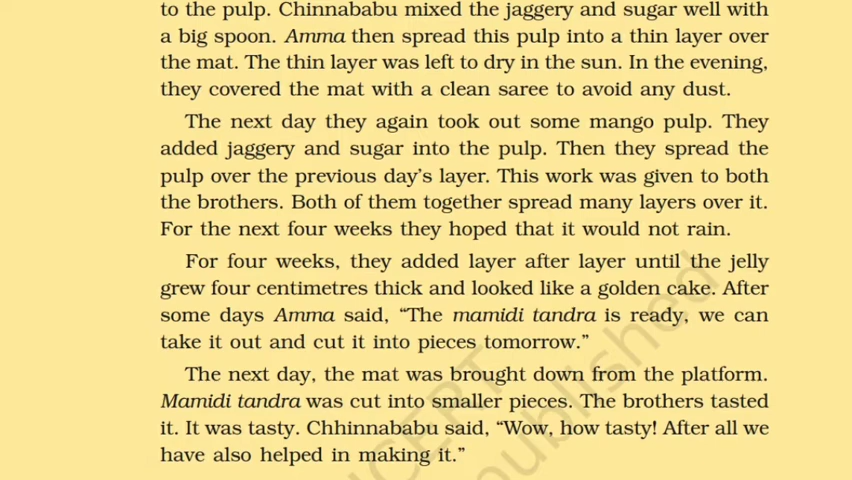 to the pulp. Chinnababu mixed the jaggery and sugar well with
a big spoon. Amma then spread this pulp into a thin layer over
the mat. The thin layer was left to dry in the sun. In the evening,
they covered the mat with a clean saree to avoid any dust.
The next day they again took out some mango pulp. They
added jaggery and sugar into the pulp. Then they spread the
pulp over the previous day's layer. This work was given to both
the brothers. Both of them together spread many layers over it.
For the next four weeks they hoped that it would not rain.
For four weeks, they added layer after layer until the jelly
grew four centimetres thick and looked like a golden cake. After
some days Amma said, “The mamidi tandra is ready, we can
take it out and cut it into pieces tomorrow.”
The next day, the mat was brought down from the platform.
Mamidi tandra was cut into smaller pieces. The brothers tasted
it. It was tasty. Chhinnababu said, “Wow, how tasty! After all we
have also helped in making it.”
NCERT
published